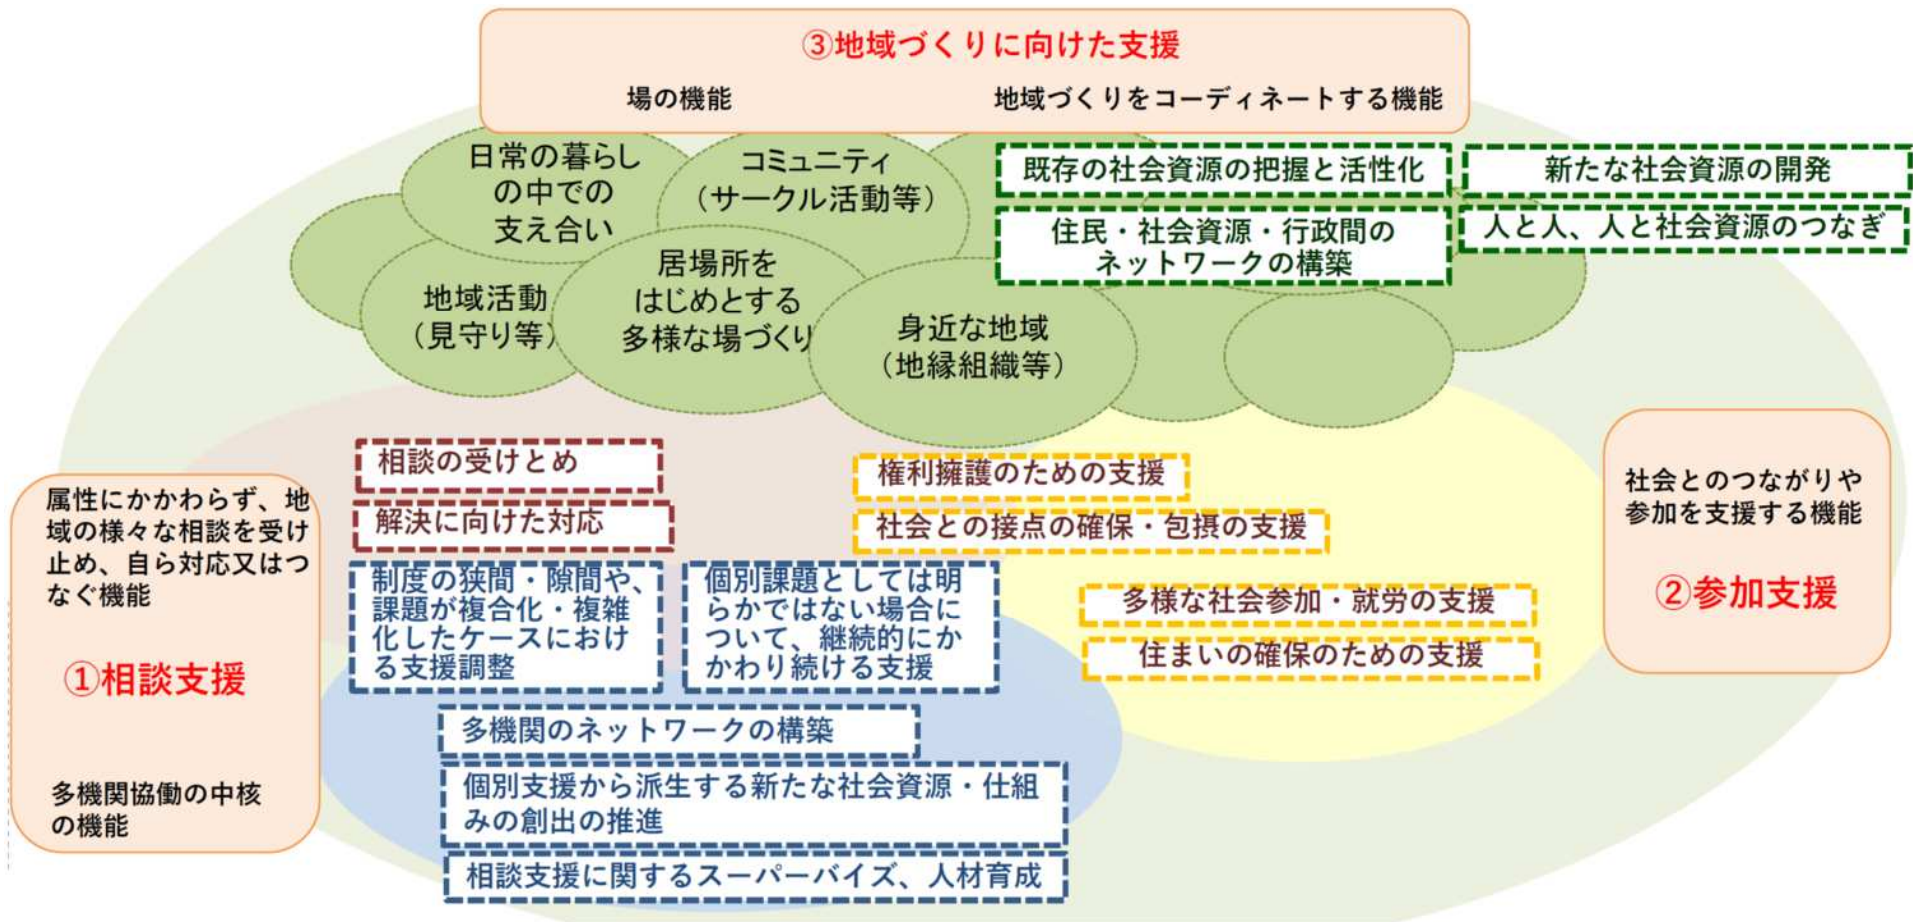 ③地域づくりに向けた支援
場の機能
地域づくりをコーディネートする機能
日常の暮らし
の中での
支え合い
コミュニティ
（サークル活動等）
地域活動
（見守り等）
居場所を
はじめとする
多様な場づくり
身近な地域
（地縁組織等）
既存の社会資源の把握と活性化
新たな社会資源の開発
住民・社会資源・行政間の
ネットワークの構築
人と人、人と社会資源のつなぎ
属性にかかわらず、地
域の様々な相談を受け
止め、自ら対応又はつ
なぐ機能
①相談支援
多機関協働の中核
の機能
相談の受けとめ
解決に向けた対応
制度の狭間・隙間や、
課題が複合化・複雑
化したケースにおけ
る支援調整
個別課題としては明
らかではない場合に
ついて、継続的にか
かわり続ける支援
多機関のネットワークの構築
個別支援から派生する新たな社会資源・仕組
みの創出の推進
相談支援に関するスーパーバイズ、人材育成
権利擁護のための支援
社会との接点の確保・包摂の支援
多様な社会参加・就労の支援
住まいの確保のための支援
社会とのつながりや
参加を支援する機能
②参加支援